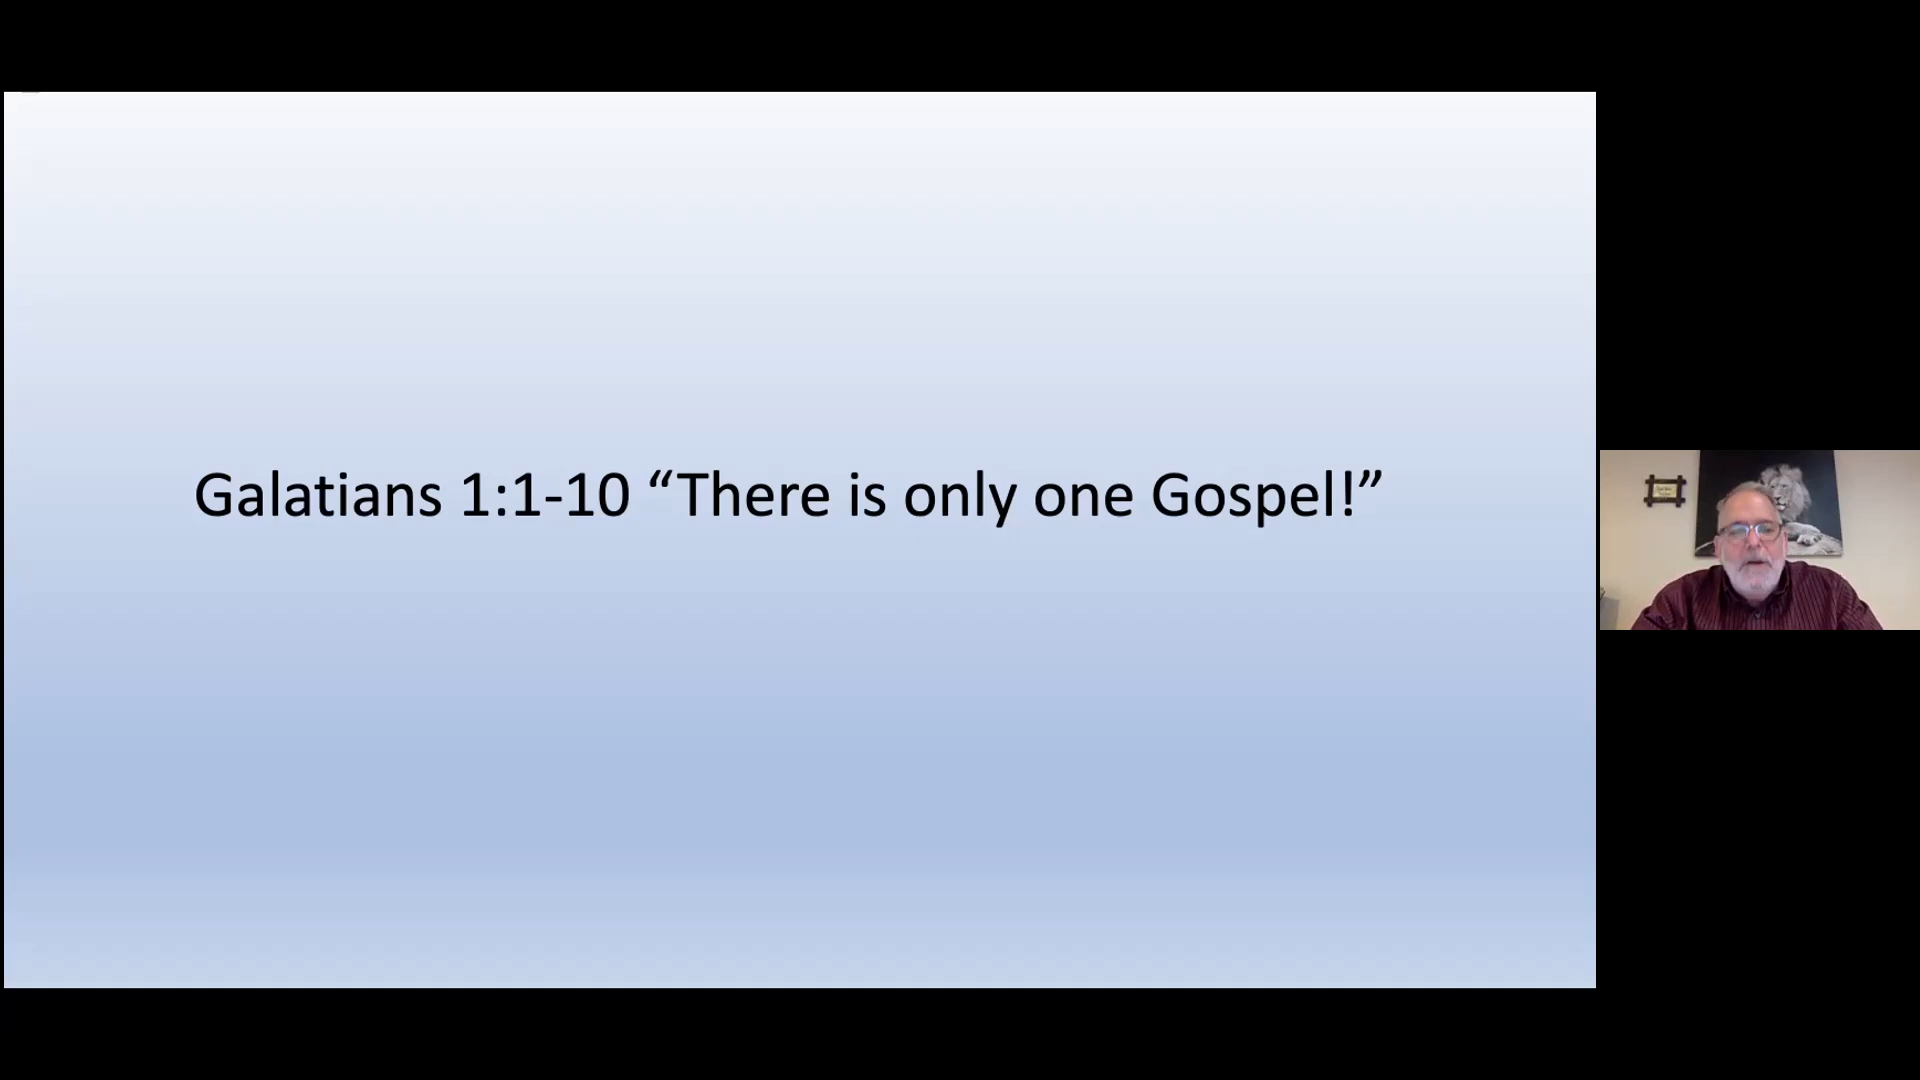 Galatians 1:1-10 “There is only one Gospel!”